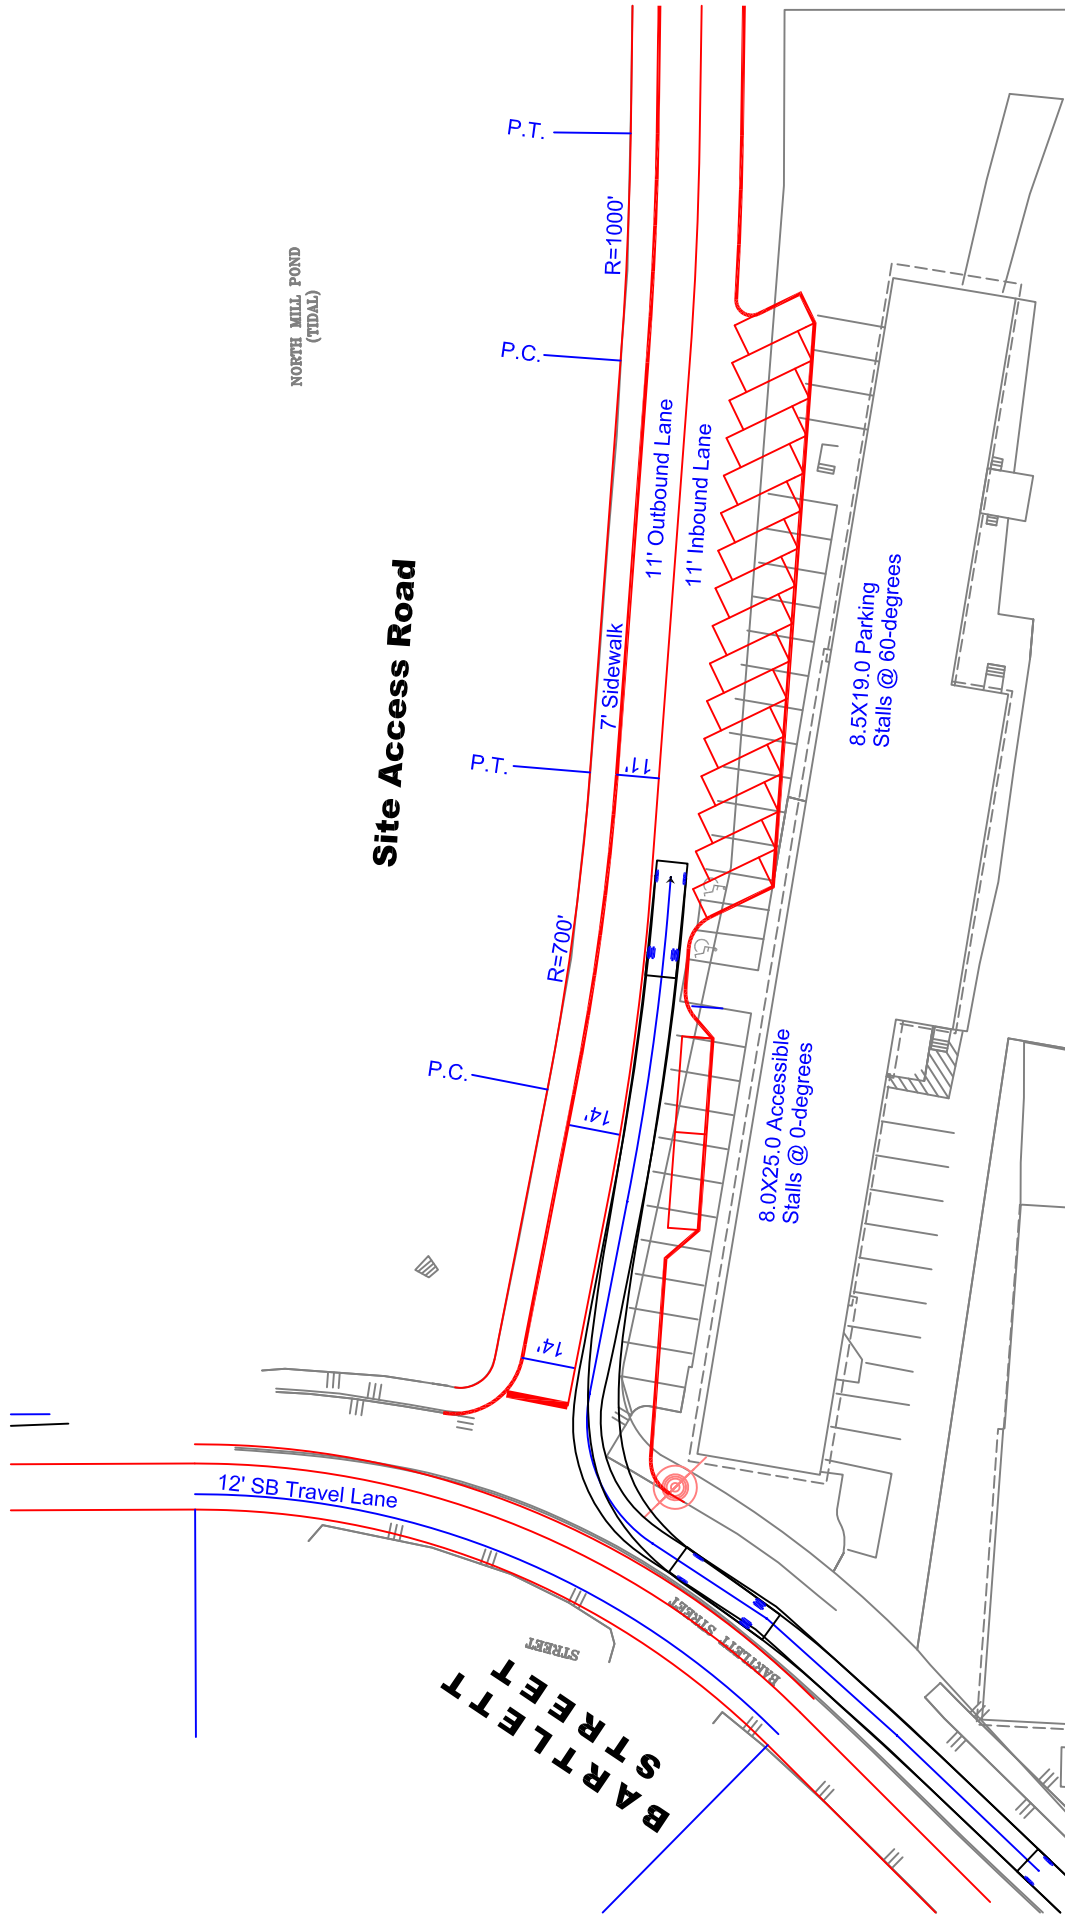 P.T.
R=1000'
NORTH MILL POND
(TIDAL)
P.C.
11' Outbound Lane
11' Inbound Lane
Site Access Road
7' Sidewalk
8.5X19.0 Parking
Stalls @ 60-degrees
P.T.
11'
R=700'
P.C.
14'
8.0X25.0 Accessible
Stalls @ 0-degrees
14'
12' SB Travel Lane
BARTLETT STREET
STREET
BARTLETT
STREET